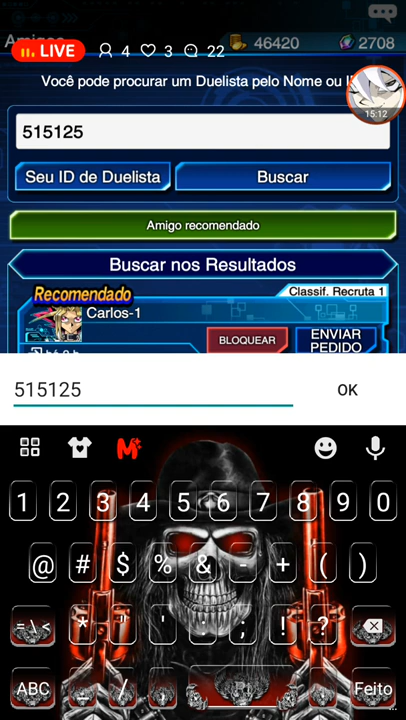 LIVE 4 3 22 46420 2708
Você pode procurar um Duelista pelo Nome ou
15:12
515125
Seu ID de Duelista Buscar
Amigo recomendado
Buscar nos Resultados
Recomendado Classif. Recruta 1
Carlos-1
BLOQUEAR ENVIAR
PEDIDO
515125 OK
1 2 3 4 5 6 7 8 9 0
@ # $ % & - + ( )
= \ < * " ' : ; ! ?
ABC _ / Feito